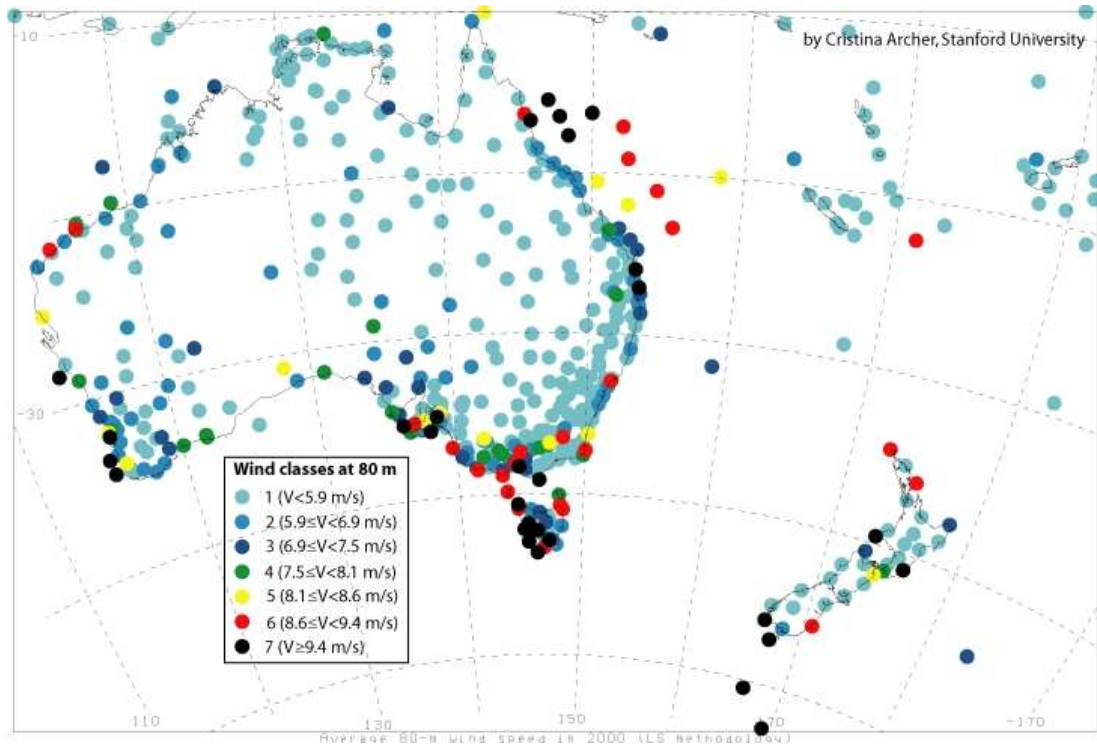 -10
by Cristina Archer, Stanford University
-30
Wind classes at 80 m
1 (V<5.9 m/s)
2 (5.9≤V<6.9 m/s)
3 (6.9≤V<7.5 m/s)
4 (7.5≤V<8.1 m/s)
5 (8.1≤V<8.6 m/s)
6 (8.6≤V<9.4 m/s)
7 (V≥9.4 m/s)
110
130
150
170
-170
Average 80-m wind speed in 2000 (LS methodology)